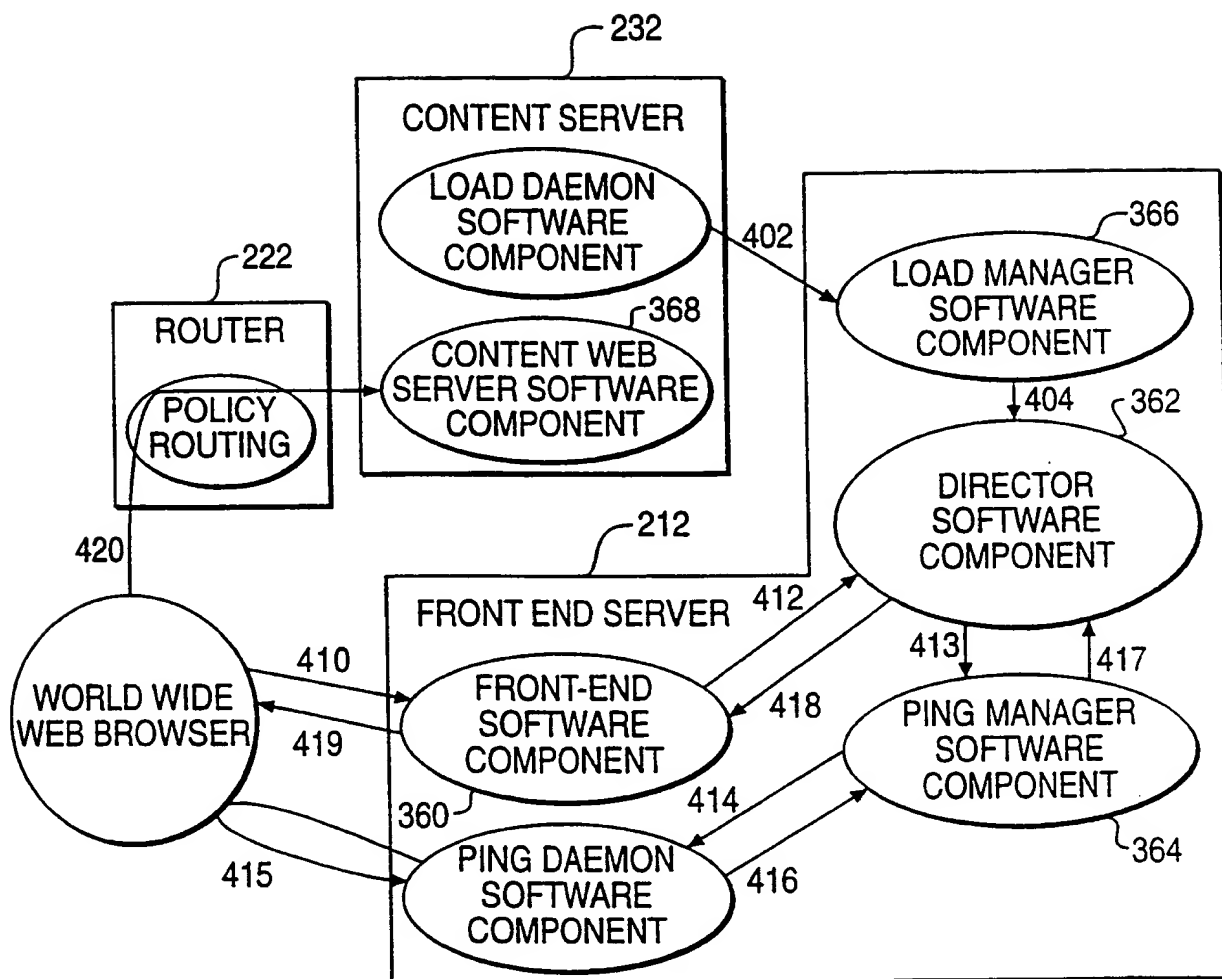 232
CONTENT SERVER
LOAD DAEMON
SOFTWARE
COMPONENT
402
366
LOAD MANAGER
SOFTWARE
COMPONENT
222
ROUTER
POLICY
ROUTING
368
CONTENT WEB
SERVER SOFTWARE
COMPONENT
404
362
DIRECTOR
SOFTWARE
COMPONENT
420
212
FRONT END SERVER
412
413
417
WORLD WIDE
WEB BROWSER
410
419
FRONT-END
SOFTWARE
COMPONENT
418
PING MANAGER
SOFTWARE
COMPONENT
360
414
364
415
PING DAEMON
SOFTWARE
COMPONENT
416